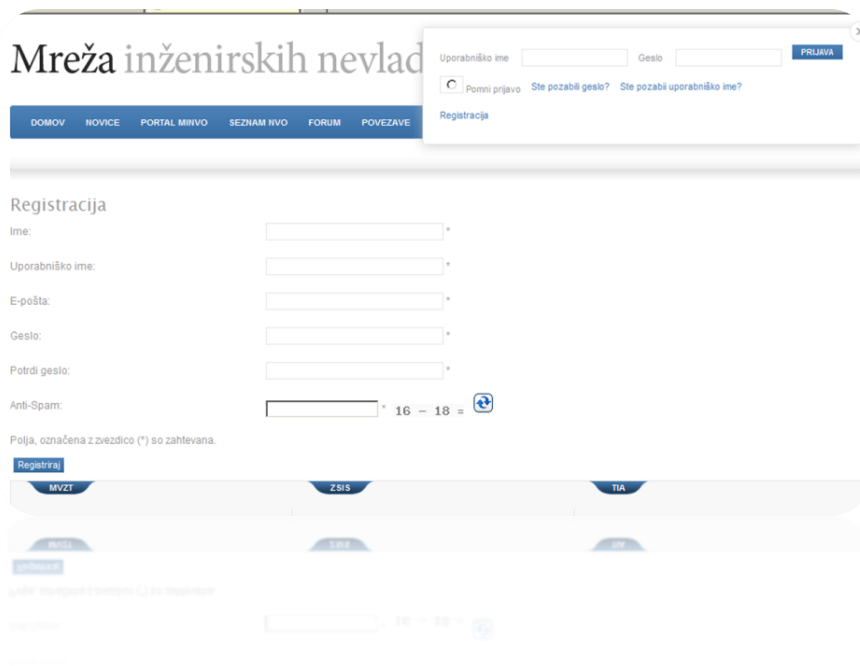 Mreža inženirskih nevlad
Uporabniško ime Geslo PRIJAVA
Pomni prijavo Ste pozabili geslo? Ste pozabili uporabniško ime?
Registracija
DOMOV NOVICE PORTAL MINVO SEZNAM NVO FORUM POVEZAVE
Registracija
Ime: *
Uporabniško ime: *
E-pošta: *
Geslo: *
Potrdi geslo: *
Anti-Spam: * 16 - 18 =
Polja, označena z zvezdico (*) so zahtevana.
Registriraj
MVZT ZSIS TIA